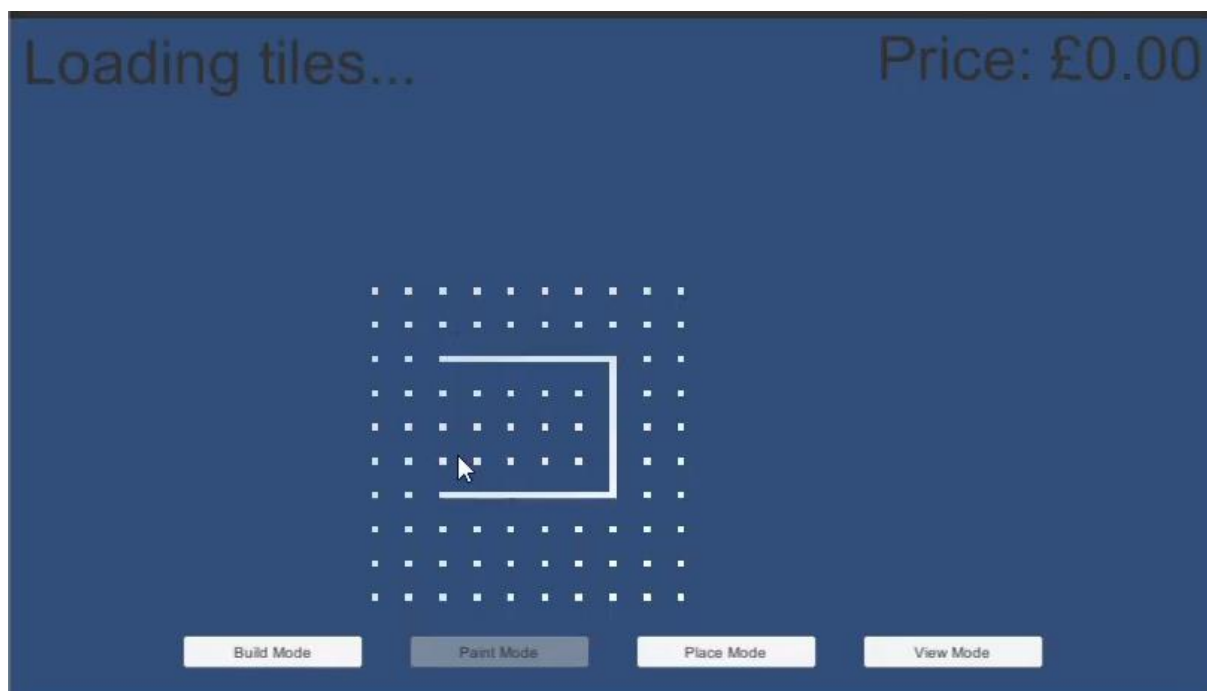 Loading tiles...
Price: £0.00
Build Mode
Paint Mode
Place Mode
View Mode